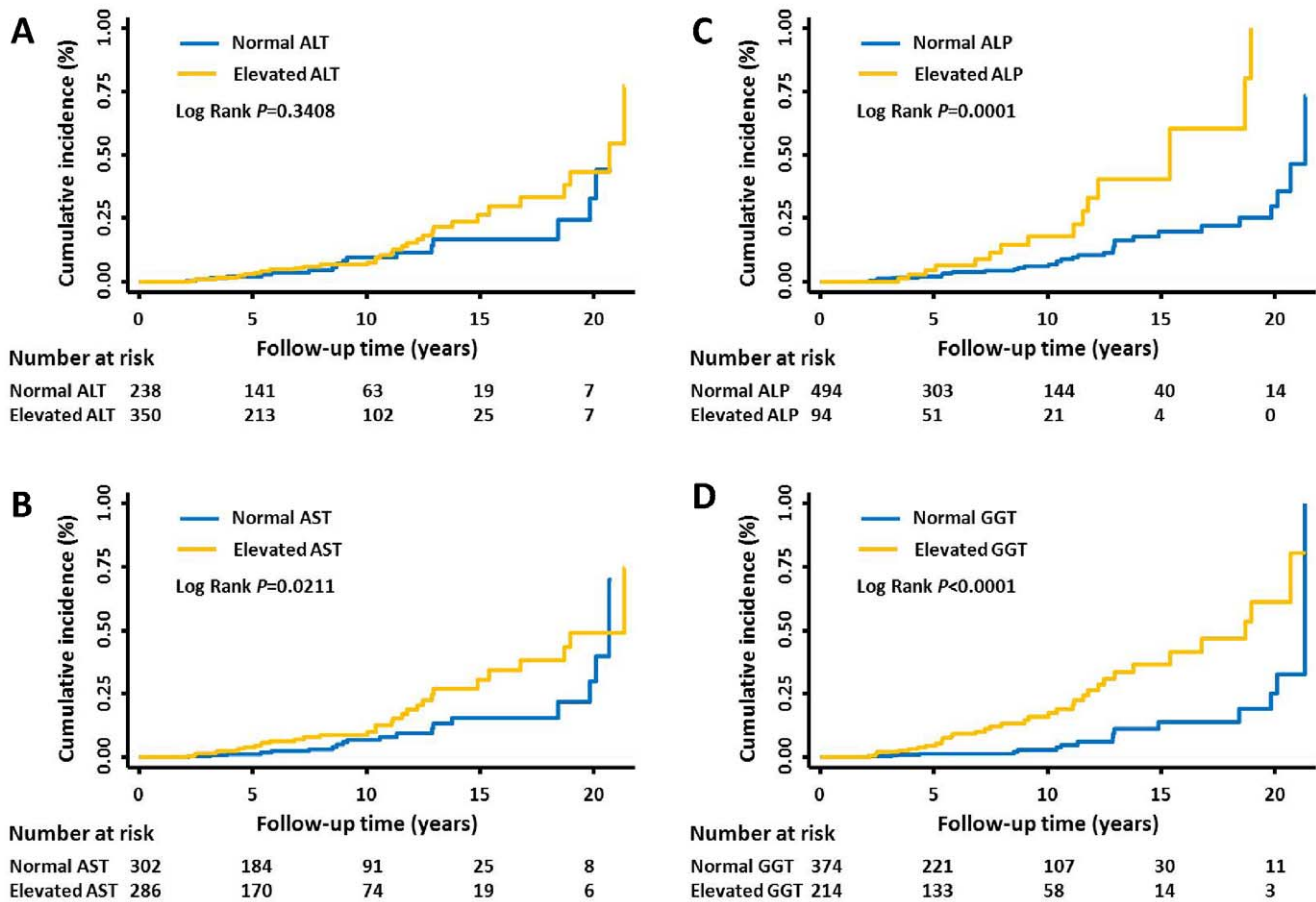 A
Cumulative incidence (%)
1.00
0.75
0.50
0.25
0.00
Normal ALT
Elevated ALT
Log Rank P=0.3408
0 5 10 15 20
Follow-up time (years)
Number at risk
Normal ALT 238 141 63 19 7
Elevated ALT 350 213 102 25 7
C
Cumulative incidence (%)
1.00
0.75
0.50
0.25
0.00
Normal ALP
Elevated ALP
Log Rank P=0.0001
0 5 10 15 20
Follow-up time (years)
Number at risk
Normal ALP 494 303 144 40 14
Elevated ALP 94 51 21 4 0
B
Cumulative incidence (%)
1.00
0.75
0.50
0.25
0.00
Normal AST
Elevated AST
Log Rank P=0.0211
0 5 10 15 20
Follow-up time (years)
Number at risk
Normal AST 302 184 91 25 8
Elevated AST 286 170 74 19 6
D
Cumulative incidence (%)
1.00
0.75
0.50
0.25
0.00
Normal GGT
Elevated GGT
Log Rank P<0.0001
0 5 10 15 20
Follow-up time (years)
Number at risk
Normal GGT 374 221 107 30 11
Elevated GGT 214 133 58 14 3